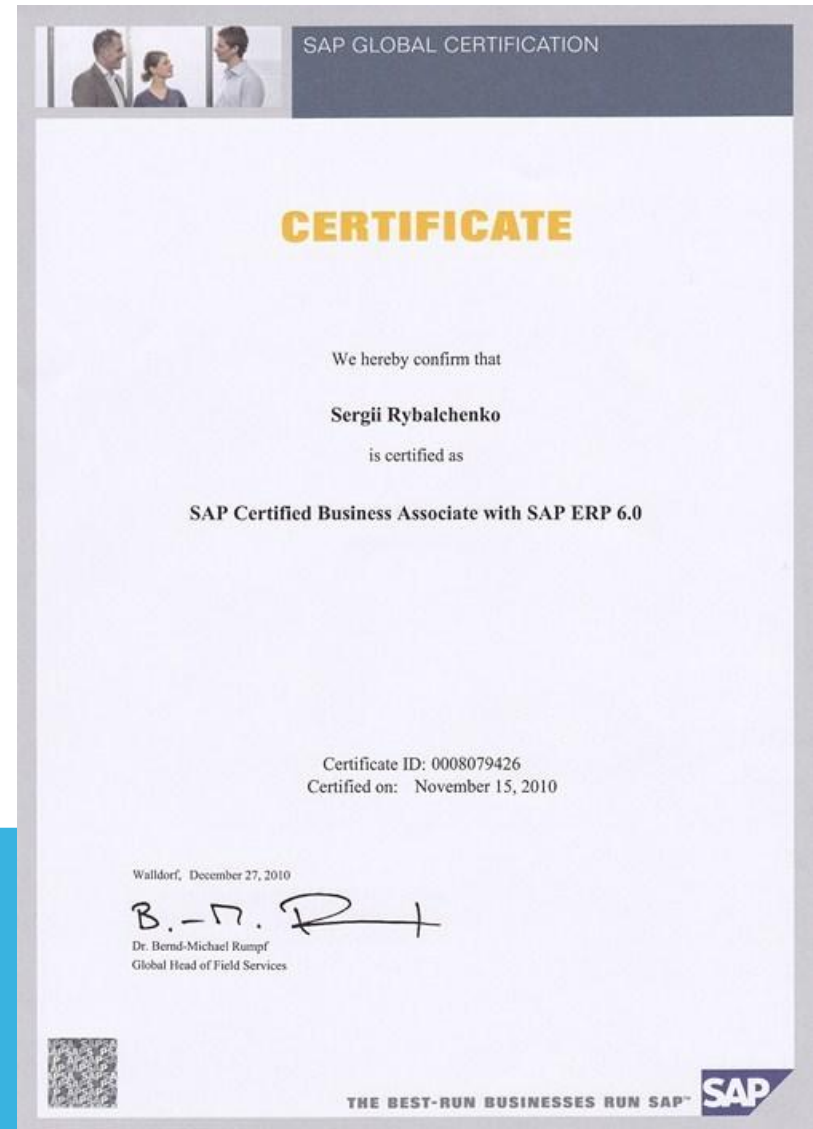 SAP GLOBAL CERTIFICATION
CERTIFICATE
We hereby confirm that
Sergii Rybalchenko
is certified as
SAP Certified Business Associate with SAP ERP 6.0
Certificate ID: 0008079426
Certified on: November 15, 2010
Walldorf, December 27, 2010
B.-M. R
Dr. Bernd-Michael Rumpf
Global Head of Field Services
THE BEST-RUN BUSINESSES RUN SAP™
SAP